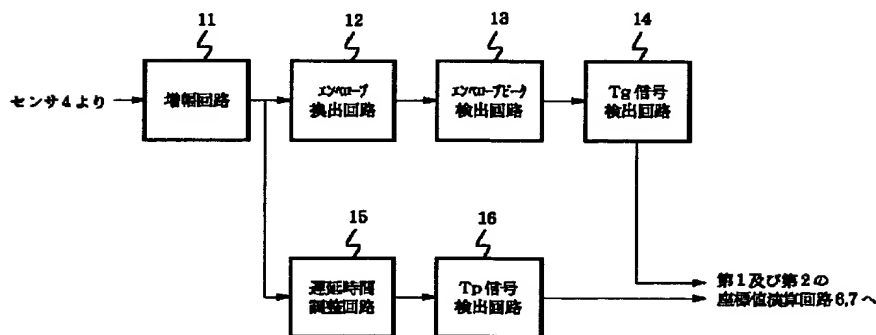 11
12
13
14
センサ4より
増幅回路
エンベロープ
検出回路
エンベロープピーク
検出回路
Tg信号
検出回路
15
16
遅延時間
調整回路
Tp信号
検出回路
第1及び第2の
座標値演算回路6,7へ